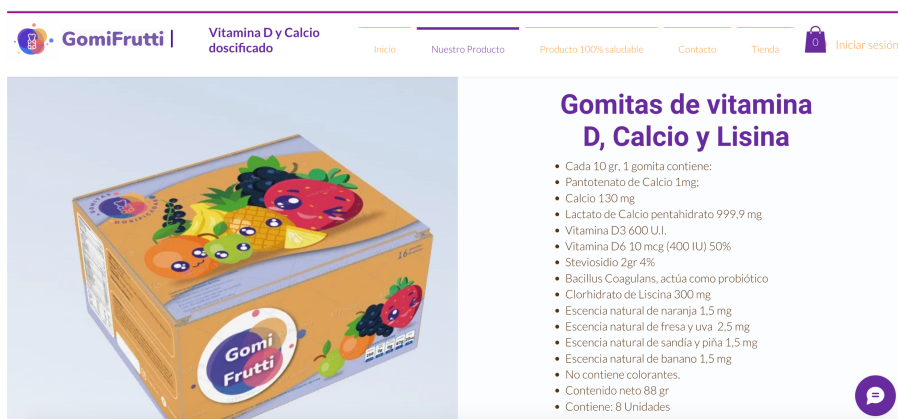 GomiFrutti |
Vitamina D y Calcio
doscificado
Inicio
Nuestro Producto
Producto 100% saludable
Contacto
Tienda
0
Iniciar sesión
Gomitas de vitamina
D, Calcio y Lisina
• Cada 10 gr, 1 gomita contiene:
• Pantotenato de Calcio 1mg;
• Calcio 130 mg
• Lactato de Calcio pentahidrato 999,9 mg
• Vitamina D3 600 U.I.
• Vitamina D6 10 mcg (400 IU) 50%
• Steviosidio 2gr 4%
• Bacillus Coagulans, actúa como probiótico
• Clorhidrato de Liscina 300 mg
• Escencia natural de naranja 1,5 mg
• Escencia natural de fresa y uva 2,5 mg
• Escencia natural de sandía y piña 1,5 mg
• Escencia natural de banano 1,5 mg
• No contiene colorantes.
• Contenido neto 88 gr
• Contiene: 8 Unidades
16
Gomi
Frutti